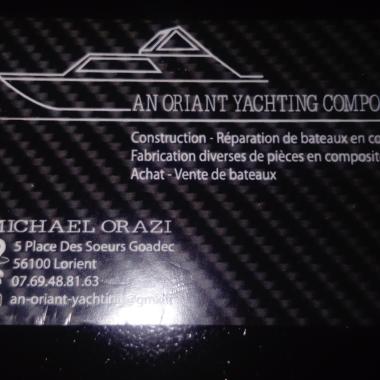 AN ORIANT YACHTING COMPO
Construction - Réparation de bateaux en co
Fabrication diverses de pièces en composit
Achat - Vente de bateaux
MICHAEL ORAZI
5 Place Des Soeurs Goadec
56100 Lorient
07.69.48.81.63
an-oriant-yachting@